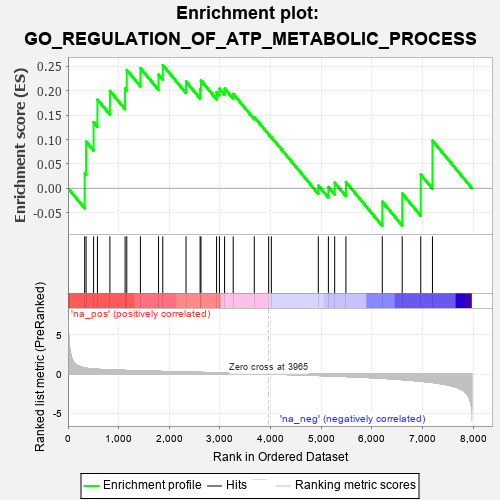 Enrichment plot:
GO_REGULATION_OF_ATP_METABOLIC_PROCESS
Enrichment score (ES)
0.25
0.20
0.15
0.10
0.05
0.00
-0.05
'na_pos' (positively correlated)
Ranked list metric (PreRanked)
5
0
-5
Zero cross at 3965
'na_neg' (negatively correlated)
0
1,000
2,000
3,000
4,000
5,000
6,000
7,000
8,000
Rank in Ordered Dataset
Enrichment profile
Hits
Ranking metric scores